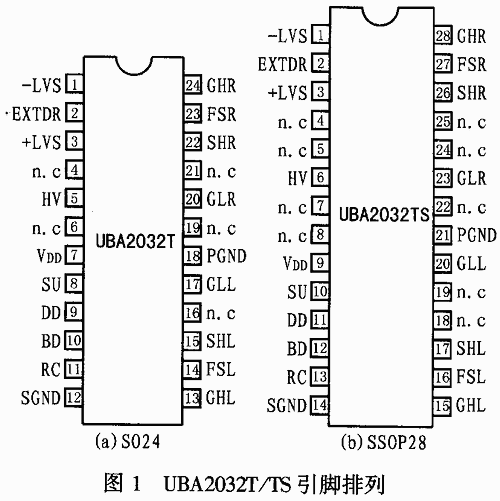 -LVS 1 24 GHR
EXTDR 2 23 FSR
+LVS 3 22 SHR
n.c 4 21 n.c
HV 5 20 GLR
n.c 6 19 n.c
VDD 7 18 PGND
SU 8 17 GLL
DD 9 16 n.c
BD 10 15 SHL
RC 11 14 FSL
SGND 12 13 GHL
UBA2032T
(a) SO24
-LVS 1 28 GHR
EXTDR 2 27 FSR
+LVS 3 26 SHR
n.c 4 25 n.c
n.c 5 24 n.c
HV 6 23 GLR
n.c 7 22 n.c
n.c 8 21 PGND
VDD 9 20 GLL
SU 10 19 n.c
DD 11 18 n.c
BD 12 17 SHL
RC 13 16 FSL
SGND 14 15 GHL
UBA2032TS
(b) SSOP28
图 1 UBA2032T/TS 引脚排列